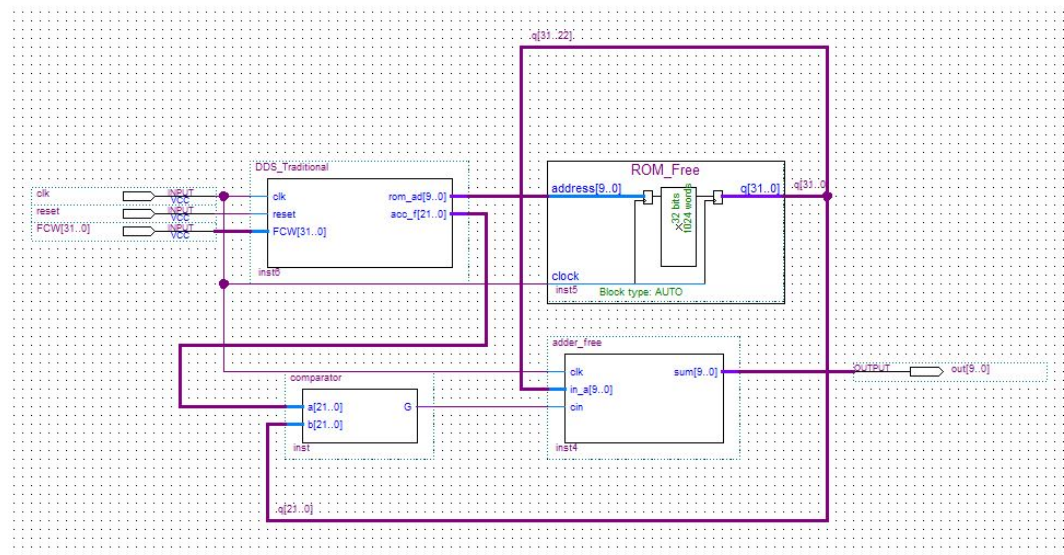 q[31..22]
DDS_Traditional
clk
reset
FCW[31..0]
INPUT
VCC
INPUT
VCC
INPUT
VCC
clk
reset
FCW[31..0]
rom_ad[9..0]
acc_f[21..0]
inst6
ROM_Free
address[9..0]
q[31..0]
q[31..0]
32 bits
1024 words
clock
inst5
Block type: AUTO
adder_free
clk
in_a[9..0]
cin
sum[9..0]
inst4
OUTPUT
out[9..0]
comparator
a[21..0]
b[21..0]
G
inst
q[21..0]